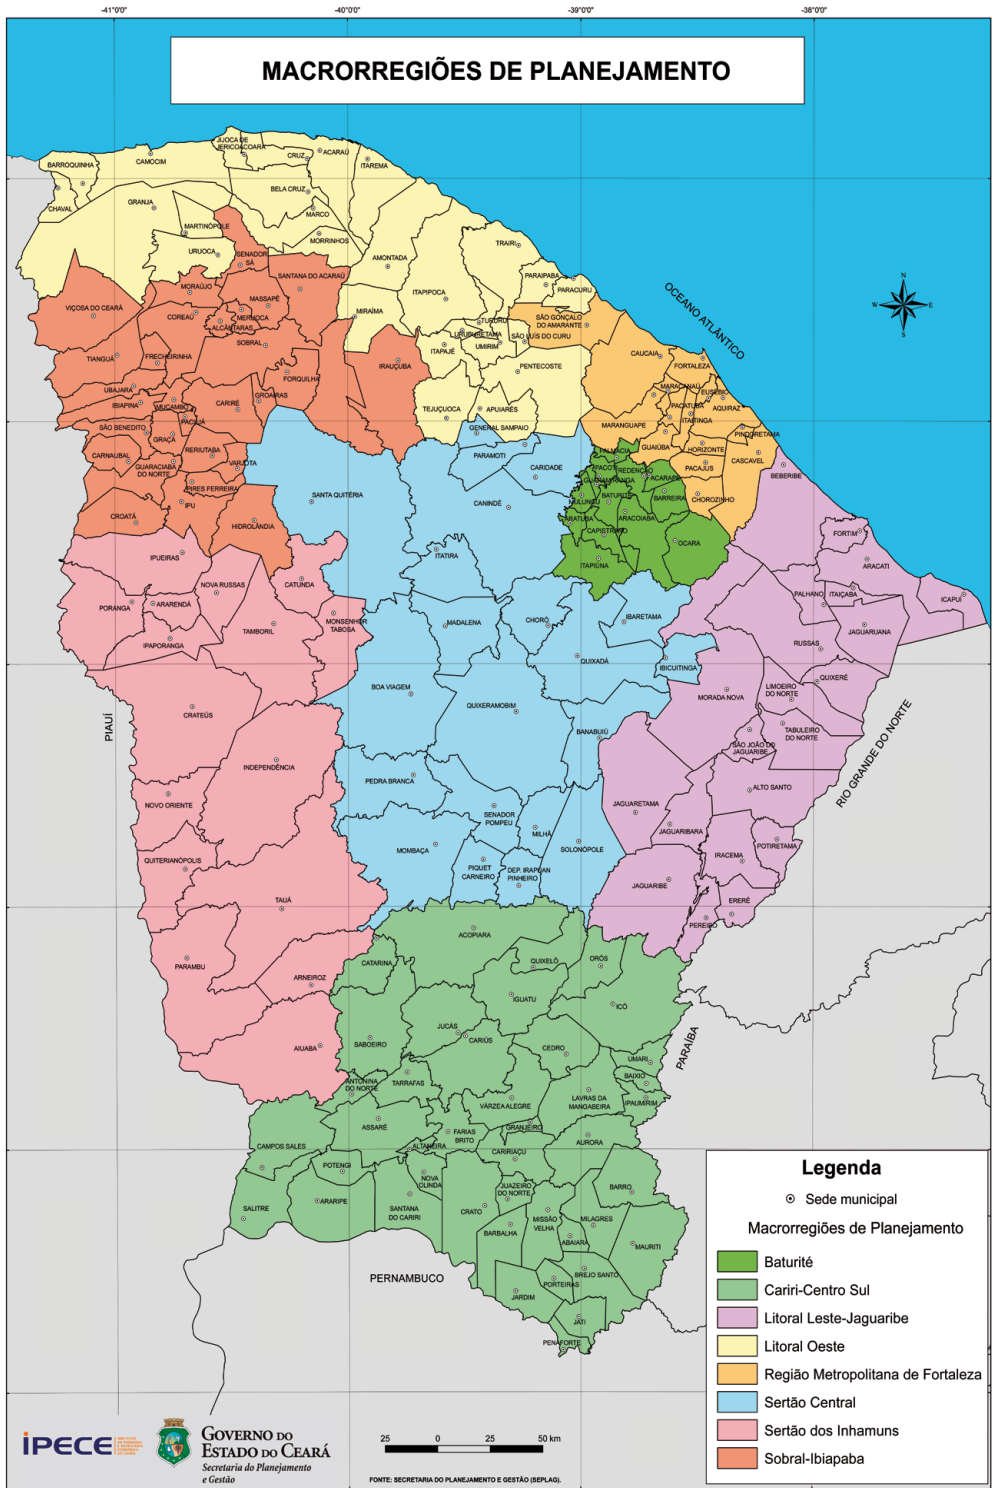 -41°0'0"
-40°0'0"
-39°0'0"
-38°0'0"
MACRORREGIÕES DE PLANEJAMENTO
JIJOCA DE
JERICOACOARA
CRUZ
ACARAÚ
ITAREMA
BARROQUINHA
CAMOCIM
CHAVAL
BELA CRUZ
GRANJA
MARCO
MARTINÓPOLE
MORRINHOS
URUOCA
SENADOR
SÁ
AMONTADA
TRAIRI
SANTANA DO ACARAÚ
PARAIPABA
PARACURU
MORAÚJO
ITAPIPOCA
OCEANO ATLÂNTICO
N
W
E
S
MASSAPÊ
VIÇOSA DO CEARÁ
COREAÚ
MERUOCA
MIRAÍMA
TURURU
SÃO GONÇALO
DO AMARANTE
ALCÂNTARAS
URUBURETAMA
SÃO LUÍS DO CURU
SOBRAL
ITAPAJÉ
UMIRIM
TIANGUÁ
FRECHEIRINHA
IRAUÇUBA
CAUCAIA
FORTALEZA
PENTECOSTE
FORQUILHA
UBAJARA
MARACANAÚ
EUSÉBIO
IBIAPINA
MUCAMBO
CARIRÉ
GROAÍRAS
TEJUÇUOCA
APUIARÉS
PACATUBA
AQUIRAZ
ITAITINGA
PACUJÁ
SÃO BENEDITO
GRAÇA
GENERAL SAMPAIO
MARANGUAPE
PINDORETAMA
GUAIÚBA
HORIZONTE
CARNAUBAL
RERIUTABA
PARAMOTI
PALMÁCIA
CASCAVEL
GUARACIABA
DO NORTE
VARJOTA
CARIDADE
PACOTI
REDENÇÃO
PACAJUS
BEBERIBE
PIRES FERREIRA
GUARAMIRANGA
ACARAPE
SANTA QUITÉRIA
CANINDÉ
MULUNGU
BATURITÉ
BARREIRA
CHOROZINHO
IPU
CROATÁ
HIDROLÂNDIA
ARATUBA
ARACOIABA
CAPISTRANO
FORTIM
OCARA
IPUEIRAS
ITATIRA
ITAPIÚNA
ARACATI
NOVA RUSSAS
CATUNDA
PALHANO
ITAIÇABA
ICAPUÍ
PORANGA
ARARENDÁ
MONSENHOR
TABOSA
MADALENA
CHORÓ
IBARETAMA
TAMBORIL
JAGUARUANA
IPAPORANGA
RUSSAS
QUIXADÁ
IBICUITINGA
BOA VIAGEM
MORADA NOVA
LIMOEIRO
DO NORTE
QUIXERÉ
CRATEÚS
QUIXERAMOBIM
PIAUÍ
BANABUIÚ
TABULEIRO
DO NORTE
SÃO JOÃO DO
JAGUARIBE
RIO GRANDE DO NORTE
INDEPENDÊNCIA
PEDRA BRANCA
ALTO SANTO
NOVO ORIENTE
JAGUARETAMA
SENADOR
POMPEU
MILHÃ
JAGUARIBARA
POTIRETAMA
MOMBAÇA
SOLONÓPOLE
IRACEMA
QUITERIANÓPOLIS
PIQUET
CARNEIRO
DEP. IRAPUAN
PINHEIRO
JAGUARIBE
TAUÁ
ERERÊ
PEREIRO
ACOPIARA
PARAMBU
CATARINA
QUIXELÔ
ORÓS
ARNEIROZ
IGUATU
ICÓ
JUCÁS
CARIÚS
SABOEIRO
CEDRO
PARAÍBA
AIUABA
UMARI
BAIXIO
ANTONINA
DO NORTE
TARRAFAS
LAVRAS DA
MANGABEIRA
IPAUMIRIM
VÁRZEA ALEGRE
ASSARÉ
FARIAS
BRITO
GRANJEIRO
AURORA
CAMPOS SALES
ALTANEIRA
CARIRIAÇU
POTENGI
NOVA
OLINDA
JUAZEIRO
DO NORTE
BARRO
SALITRE
ARARIPE
SANTANA
DO CARIRI
CRATO
MISSÃO
VELHA
MILAGRES
BARBALHA
ABAIARA
MAURITI
PERNAMBUCO
BREJO SANTO
PORTEIRAS
JARDIM
JATI
PENAFORTE
Legenda
Sede municipal
Macrorregiões de Planejamento
Baturité
Cariri-Centro Sul
Litoral Leste-Jaguaribe
Litoral Oeste
Região Metropolitana de Fortaleza
Sertão Central
Sertão dos Inhamuns
Sobral-Ibiapaba
İPECE
GOVERNO DO
ESTADO DO CEARÁ
Secretaria do Planejamento
e Gestão
25 0 25 50 km
FONTE: SECRETARIA DO PLANEJAMENTO E GESTÃO (SEPLAG).